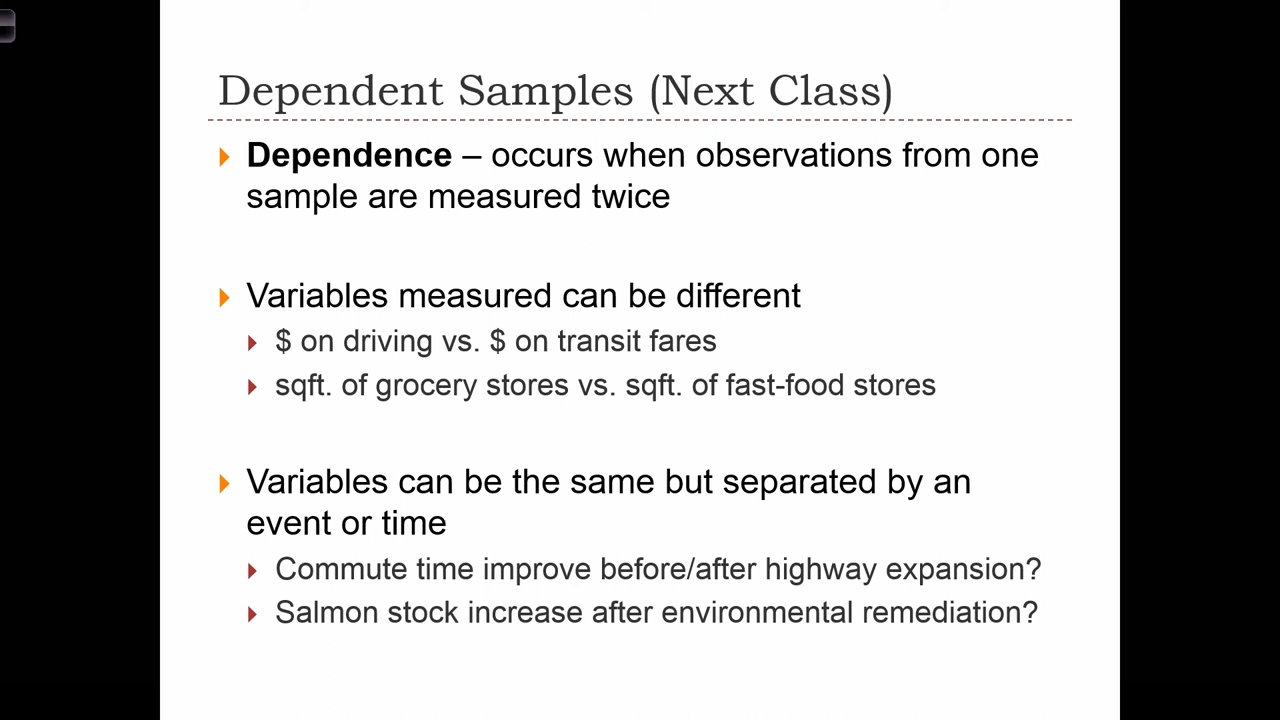 Dependent Samples (Next Class)
Dependence – occurs when observations from one
sample are measured twice
Variables measured can be different
$ on driving vs. $ on transit fares
sqft. of grocery stores vs. sqft. of fast-food stores
Variables can be the same but separated by an
event or time
Commute time improve before/after highway expansion?
Salmon stock increase after environmental remediation?